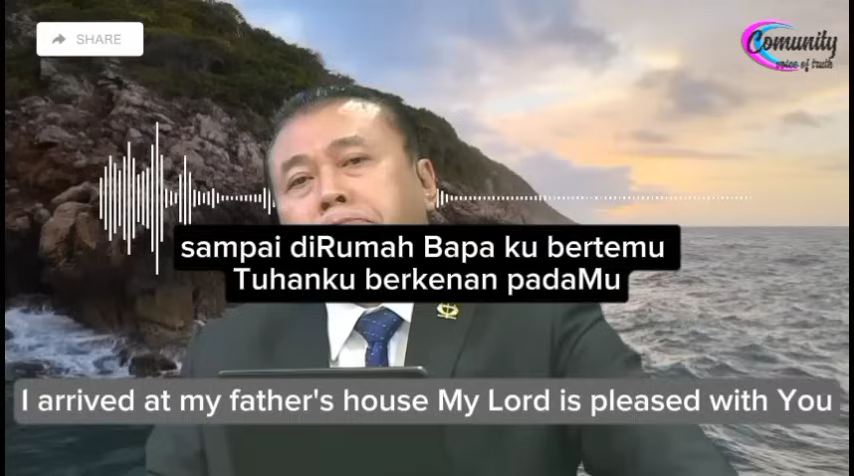 SHARE
Comunity
voice of truth
sampai diRumah Bapa ku bertemu
Tuhanku berkenan padaMu
I arrived at my father's house My Lord is pleased with You